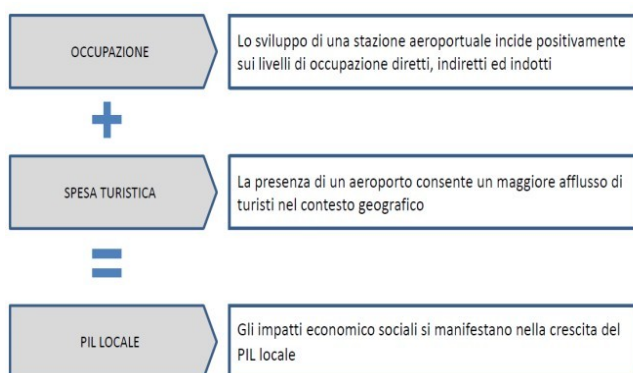 OCCUPAZIONE
Lo sviluppo di una stazione aeroportuale incide positivamente
sui livelli di occupazione diretti, indiretti ed indotti
+
SPESA TURISTICA
La presenza di un aeroporto consente un maggiore afflusso di
turisti nel contesto geografico
=
PIL LOCALE
Gli impatti economico sociali si manifestano nella crescita del
PIL locale